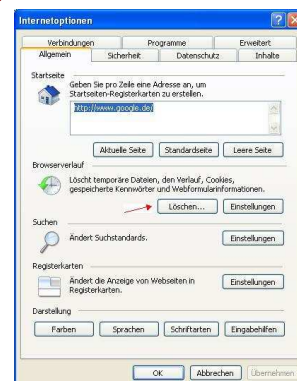 Internetoptionen
Verbindungen Programme Erweitert
Allgemein Sicherheit Datenschutz Inhalte
Startseite
Geben Sie pro Zeile eine Adresse an, um
Startseiten-Registerkarten zu erstellen.
http://www.google.de/
Aktuelle Seite Standardseite Leere Seite
Browserverlauf
Löscht temporäre Dateien, den Verlauf, Cookies,
gespeicherte Kennwörter und Webformularinformationen.
Löschen... Einstellungen
Suchen
Ändert Suchstandards. Einstellungen
Registerkarten
Ändert die Anzeige von Webseiten in
Registerkarten. Einstellungen
Darstellung
Farben Sprachen Schriftarten Eingabehilfen
OK Abbrechen Übernehmen